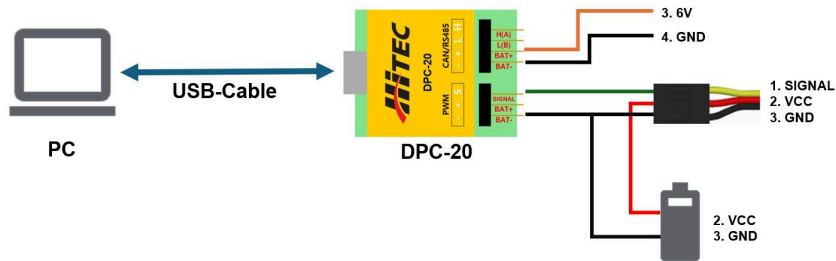 3. 6V
4. GND
H(A)
L(B)
BAT+
BAT-
CAN/RS485
- + L H
HiTEC
DPC-20
PWM
- + S
SIGNAL
BAT+
BAT-
USB-Cable
PC
DPC-20
1. SIGNAL
2. VCC
3. GND
2. VCC
3. GND